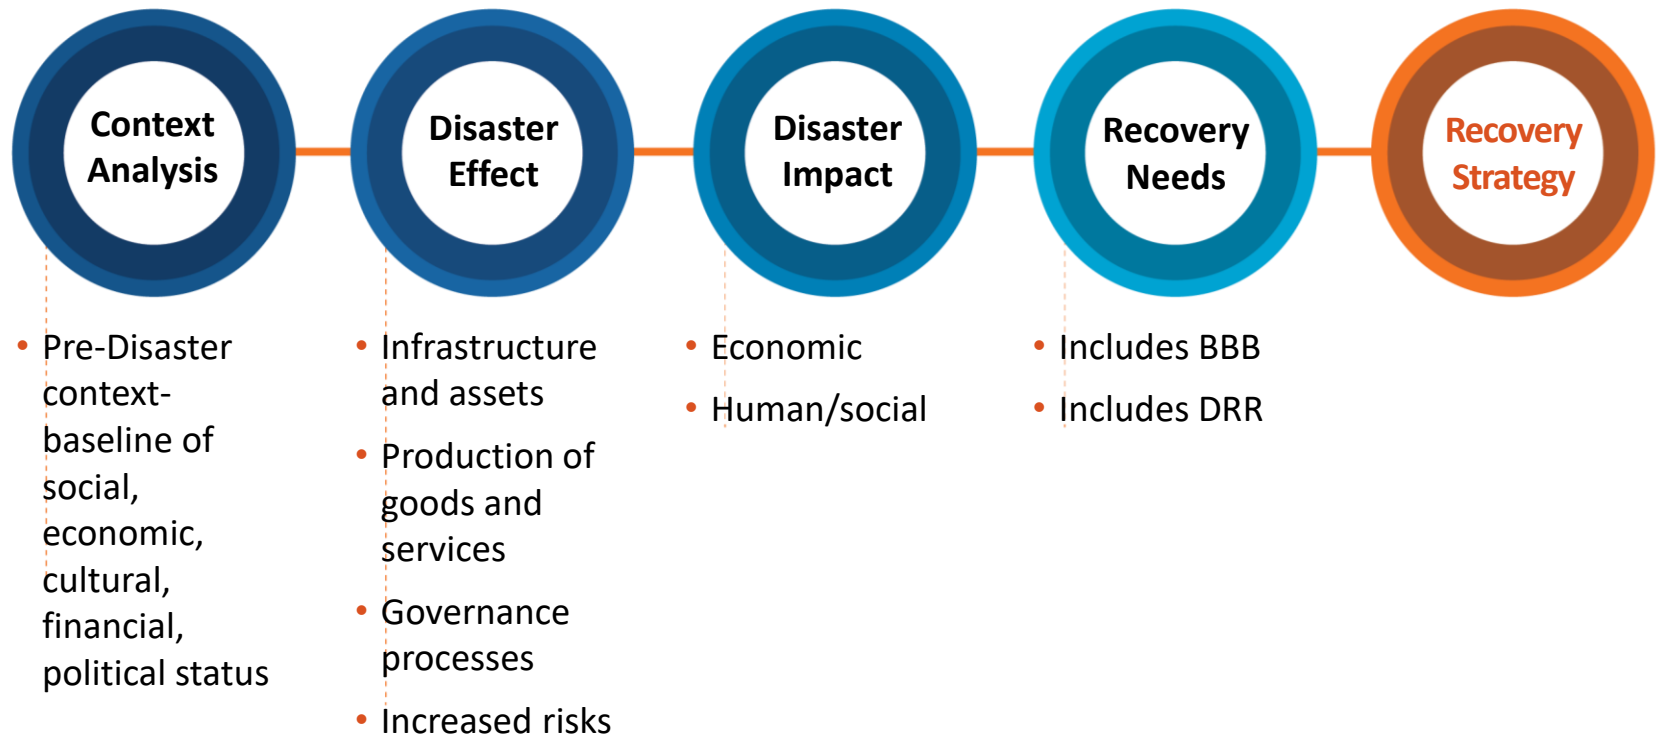 Context
Analysis
Disaster
Effect
Disaster
Impact
Recovery
Needs
Recovery
Strategy
• Pre-Disaster
context-
baseline of
social,
economic,
cultural,
financial,
political status
• Infrastructure
and assets
• Production of
goods and
services
• Governance
processes
• Increased risks
• Economic
• Human/social
• Includes BBB
• Includes DRR